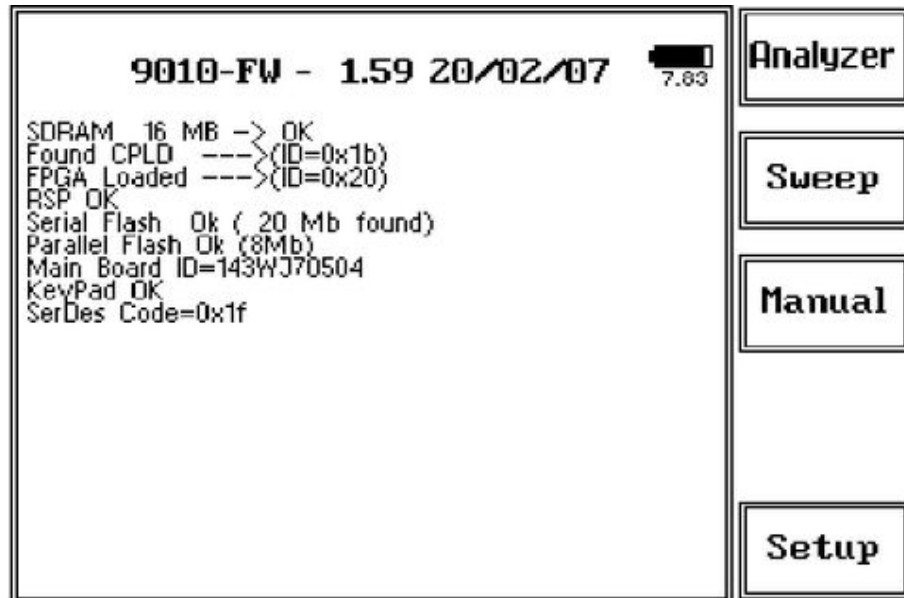 9010-FW - 1.59 20/02/07
7.83
SDRAM 16 MB -> OK
Found CPLD --->(ID=0x1b)
FPGA Loaded --->(ID=0x20)
RSP OK
Serial Flash Ok ( 20 Mb found)
Parallel Flash Ok (8Mb)
Main Board ID=143WJ70504
KeyPad OK
SerDes Code=0x1f
Analyzer
Sweep
Manual
Setup